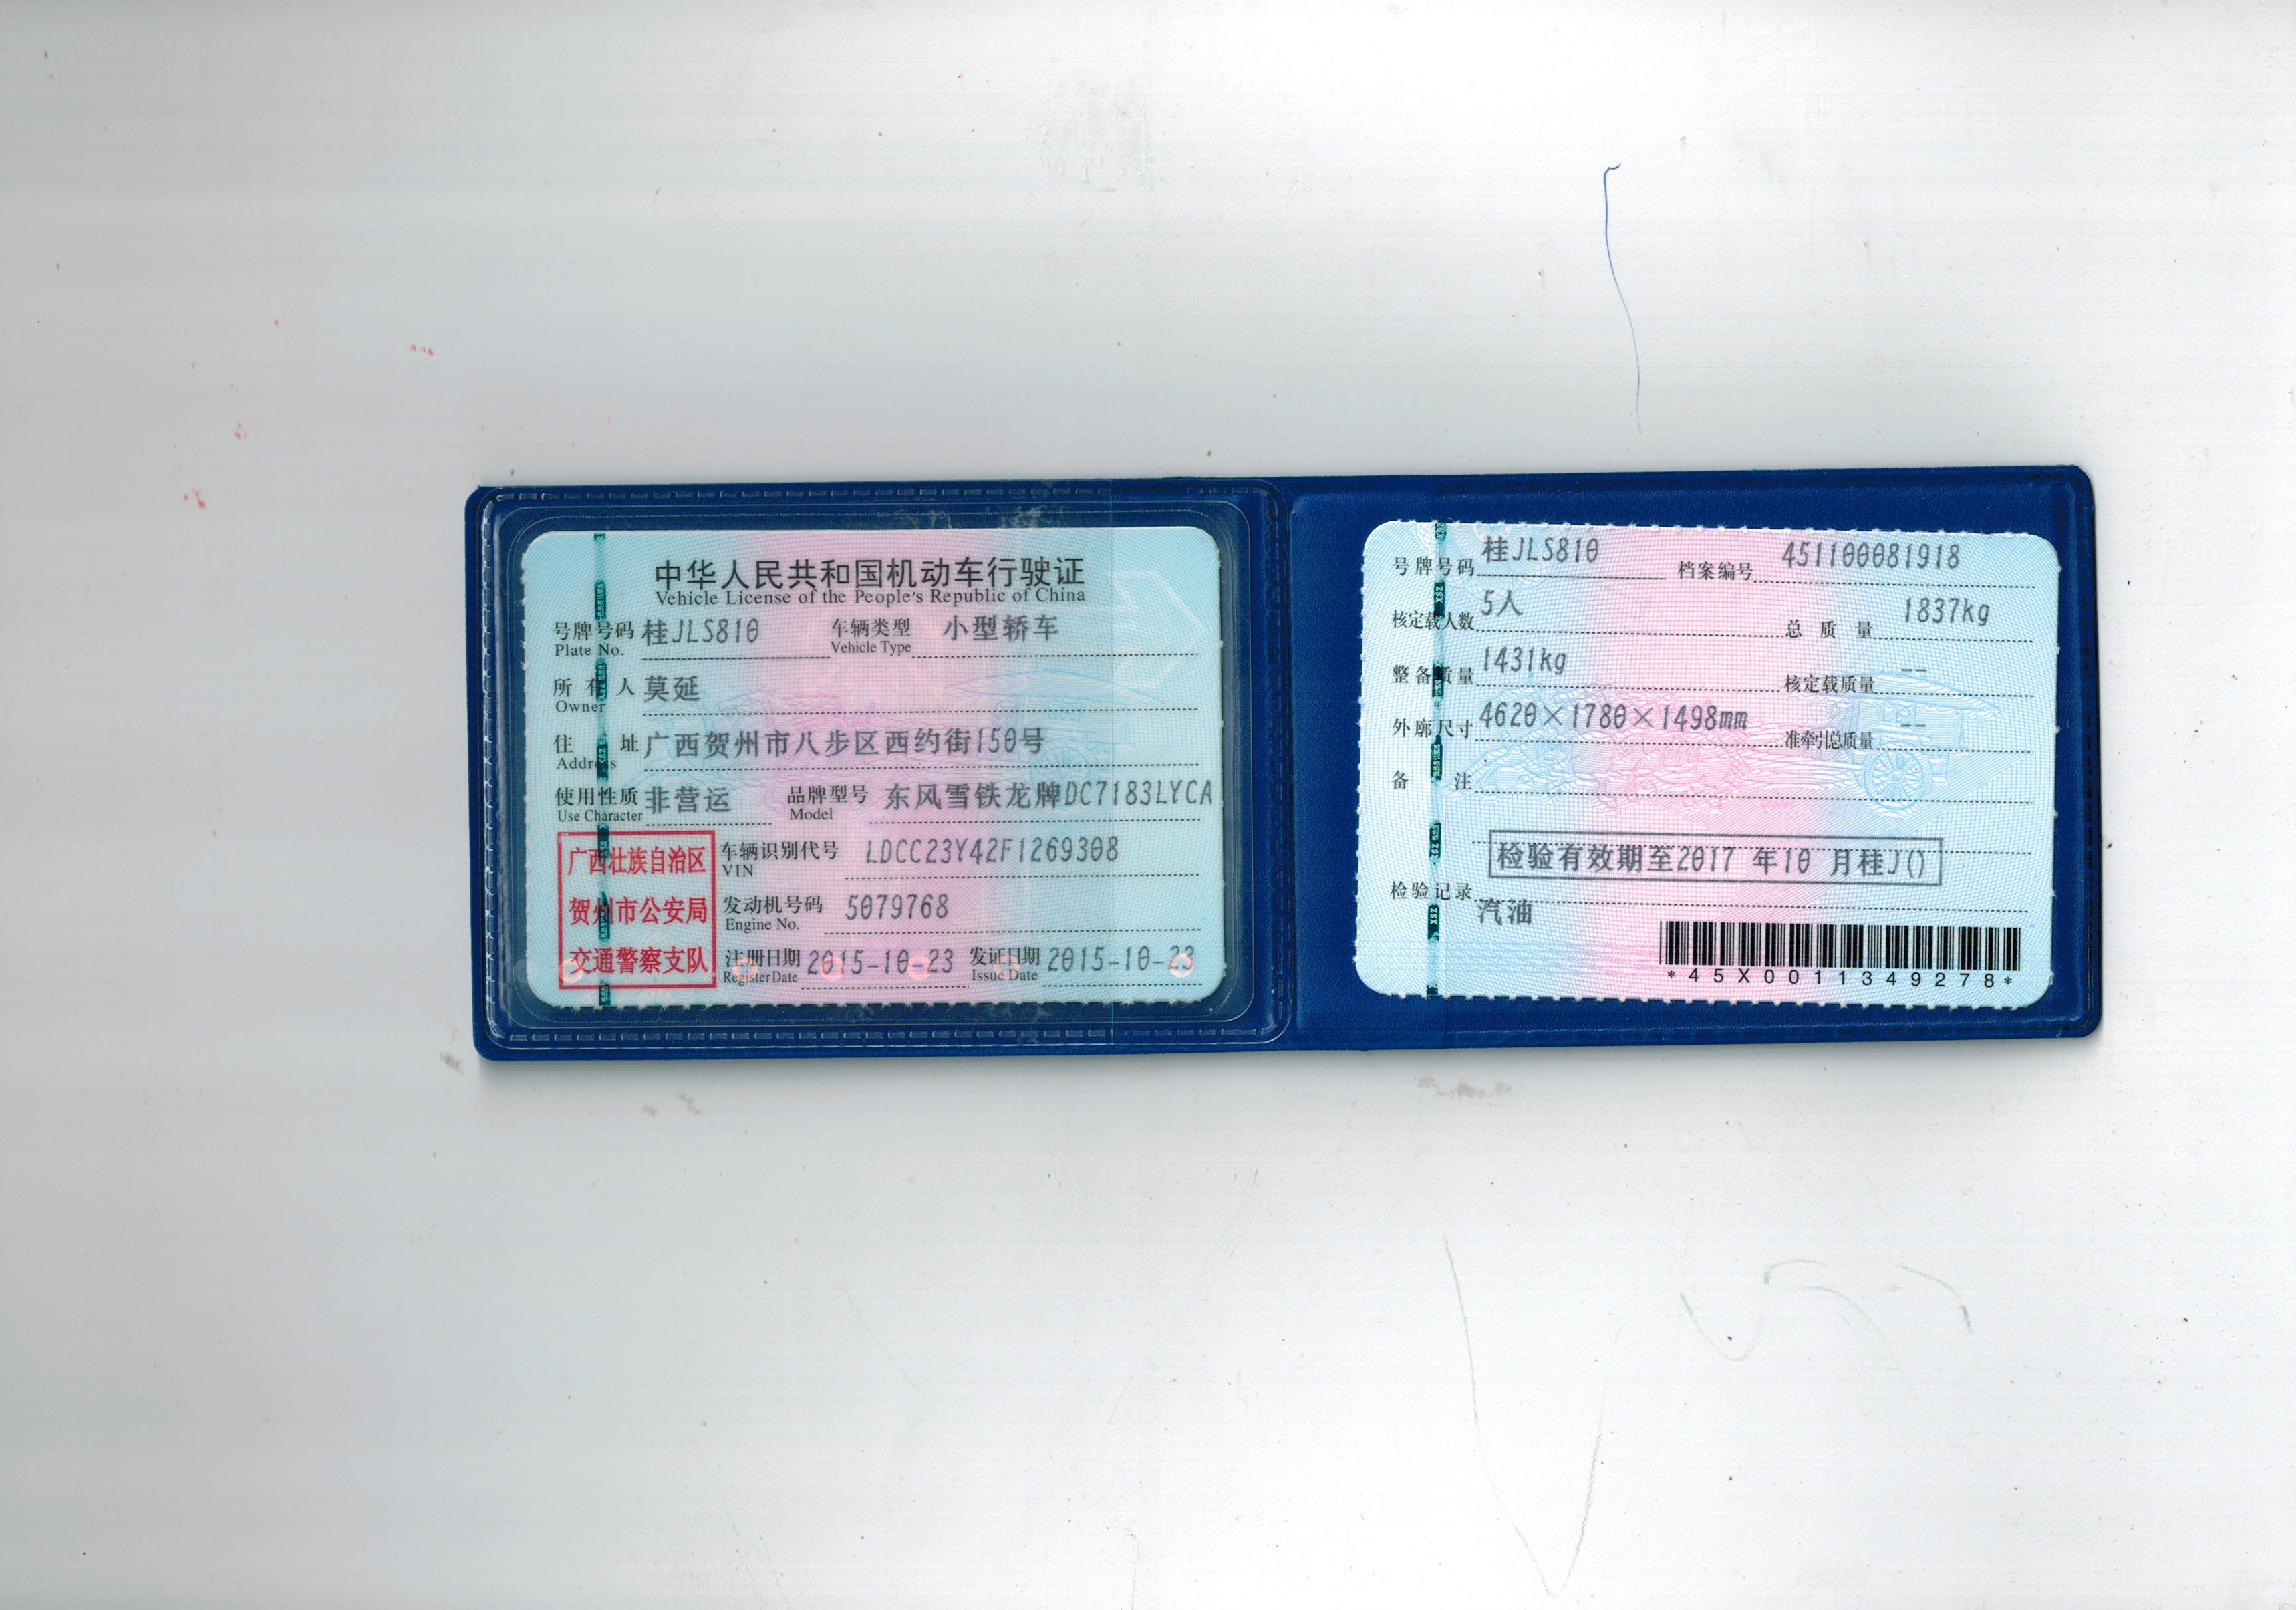 中华人民共和国机动车行驶证
Vehicle License of the People's Republic of China
号牌号码 桂JLS810 车辆类型 小型轿车
Plate No. Vehicle Type
所有人 莫延
Owner
住址 广西贺州市八步区西约街150号
Address
使用性质 非营运 品牌型号 东风雪铁龙牌DC7183LYCA
Use Character Model
广西壮族自治区
贺州市公安局
交通警察支队
车辆识别代号 LDCC23Y42F1269308
VIN
发动机号码 5079768
Engine No.
注册日期 2015-10-23 发证日期 2015-10-23
Register Date Issue Date
号牌号码 桂JLS810 档案编号 451100081918
核定载人数 5人 总质量 1837kg
整备质量 1431kg 核定载质量 --
外廓尺寸 4620×1780×1498mm 准牵引总质量 --
备注
检验有效期至2017 年10 月桂J()
检验记录
汽油
*45X0011349278*